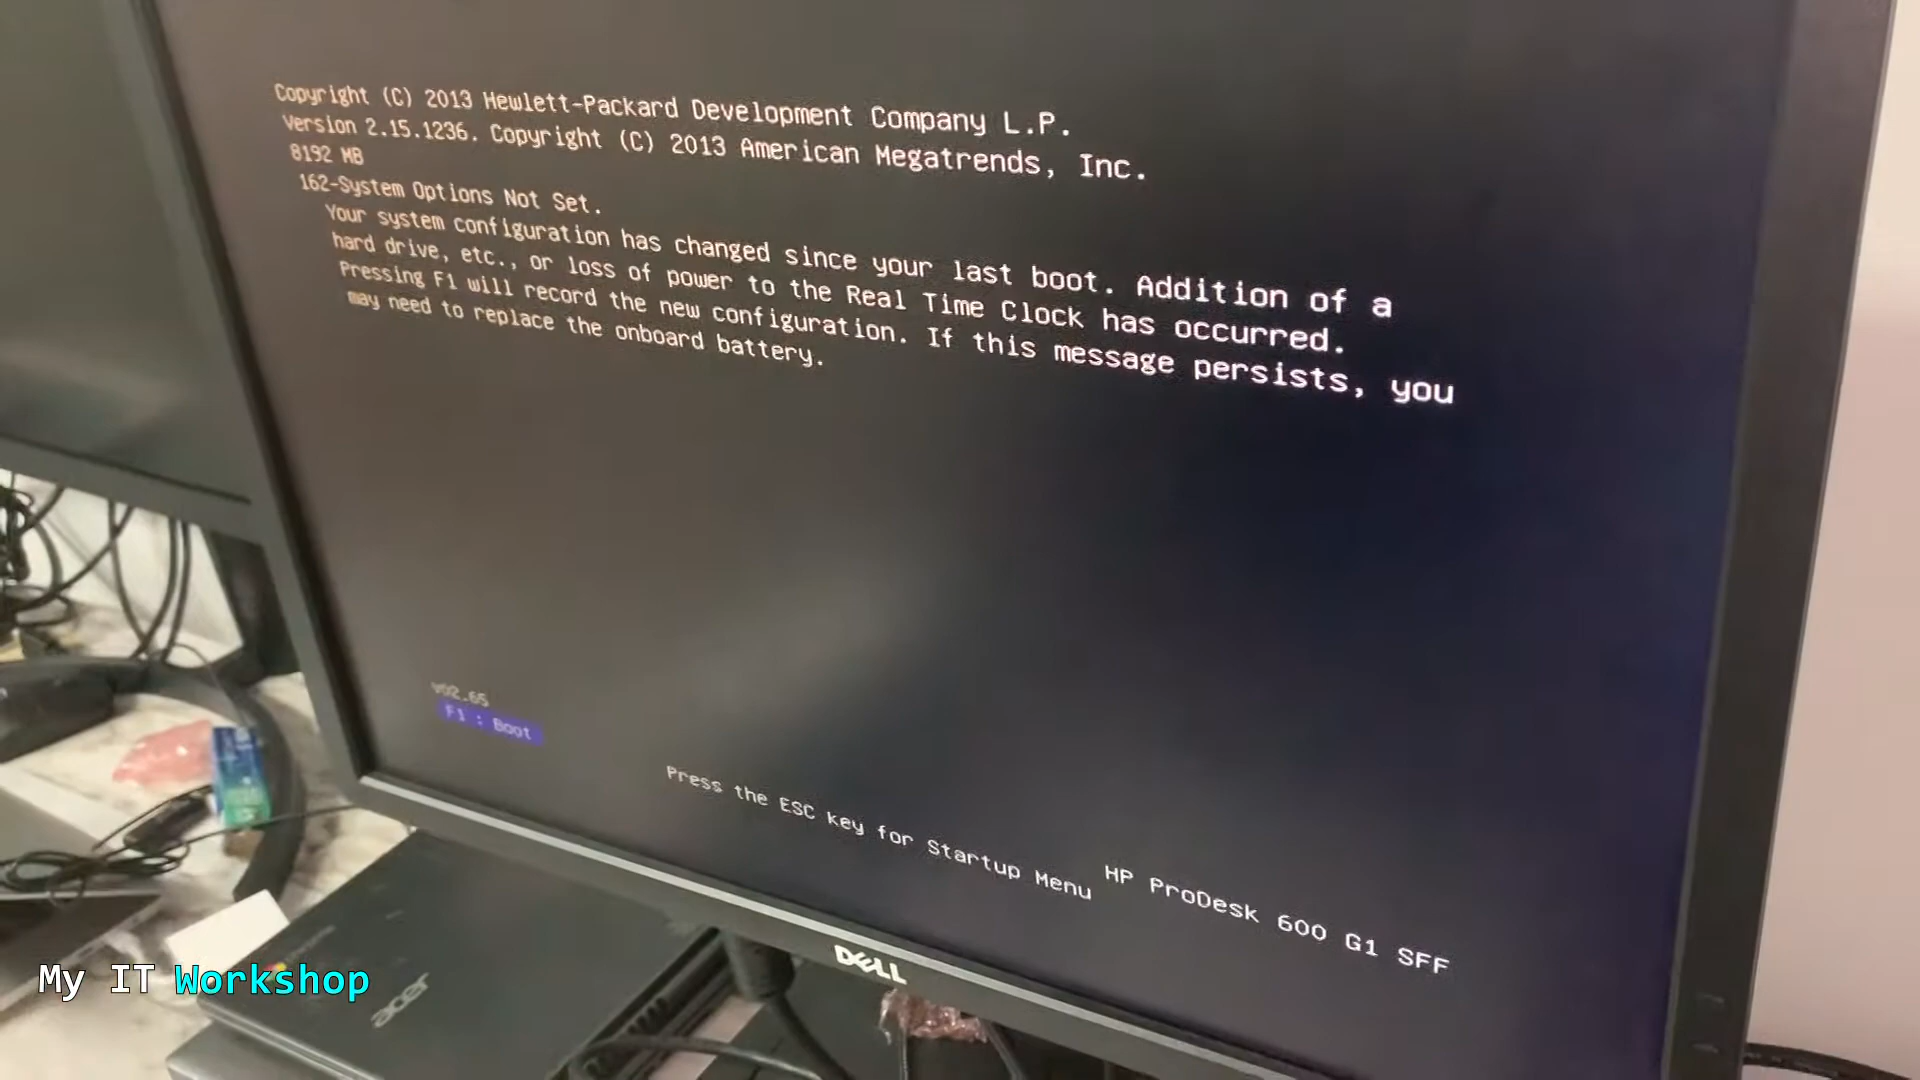 Copyright (C) 2013 Hewlett-Packard Development Company L.P.
Version 2.15.1236. Copyright (C) 2013 American Megatrends, Inc.
8192 MB
162-System Options Not Set.
Your system configuration has changed since your last boot. Addition of a
hard drive, etc., or loss of power to the Real Time Clock has occurred.
Pressing F1 will record the new configuration. If this message persists, you
may need to replace the onboard battery.
V02.65
F1 : Boot
Press the ESC key for Startup Menu
HP ProDesk 600 G1 SFF
DELL
acer
My IT Workshop